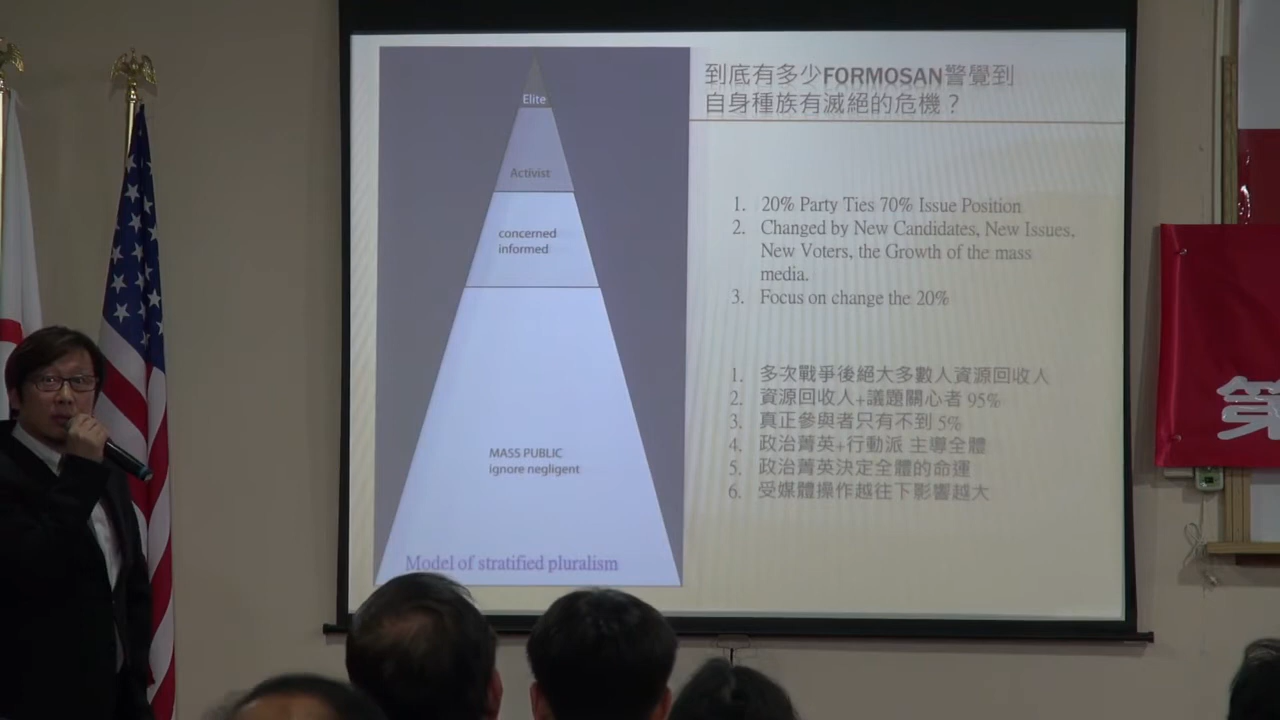 到底有多少FORMOSAN警覺到
自身種族有滅絕的危機？
Elite
Activist
concerned
informed
MASS PUBLIC
ignore negligent
Model of stratified pluralism
1. 20% Party Ties 70% Issue Position
2. Changed by New Candidates, New Issues,
New Voters, the Growth of the mass
media.
3. Focus on change the 20%
1. 多次戰爭後絕大多數人資源回收人
2. 資源回收人+議題關心者 95%
3. 真正參與者只有不到 5%
4. 政治菁英+行動派 主導全體
5. 政治菁英決定全體的命運
6. 受媒體操作越往下影響越大
第